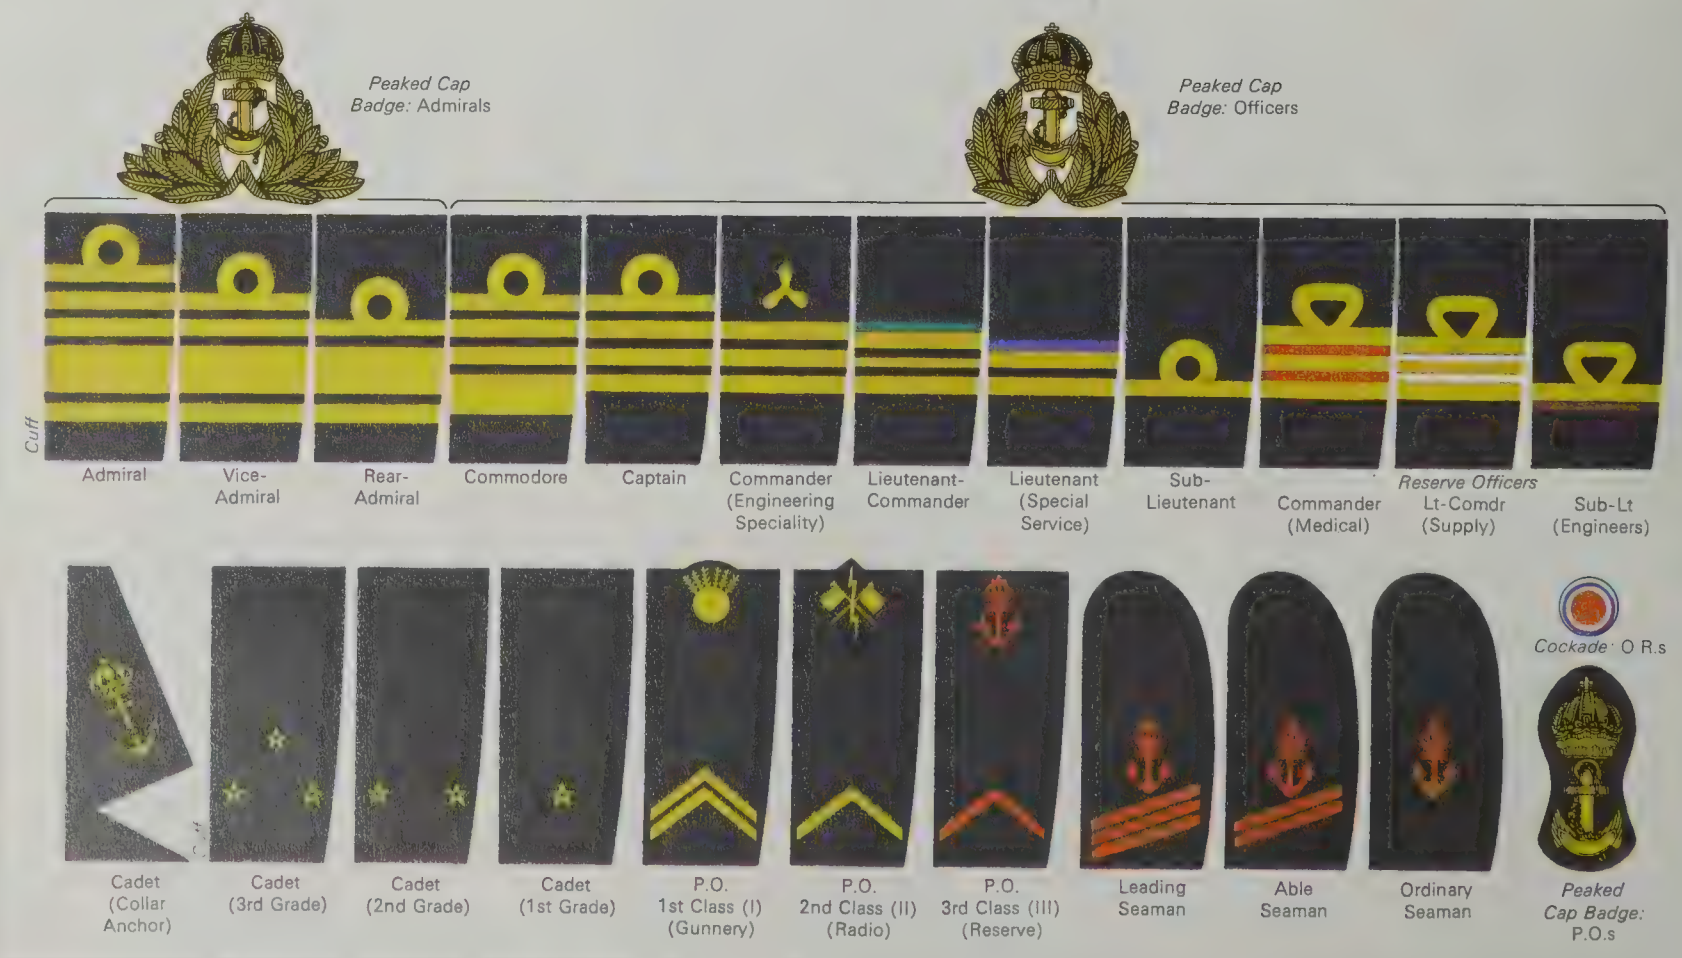 Peaked Cap
Badge: Admirals
Peaked Cap
Badge: Officers
Cuff
Admiral
Vice-
Admiral
Rear-
Admiral
Commodore
Captain
Commander
(Engineering
Speciality)
Lieutenant-
Commander
Lieutenant
(Special
Service)
Sub-
Lieutenant
Reserve Officers
Commander
(Medical)
Lt-Comdr
(Supply)
Sub-Lt
(Engineers)
Cockade: O R.s
Cadet
(Collar
Anchor)
Cadet
(3rd Grade)
Cadet
(2nd Grade)
Cadet
(1st Grade)
P.O.
1st Class (I)
(Gunnery)
P.O.
2nd Class (II)
(Radio)
P.O.
3rd Class (III)
(Reserve)
Leading
Seaman
Able
Seaman
Ordinary
Seaman
Peaked
Cap Badge:
P.O.s